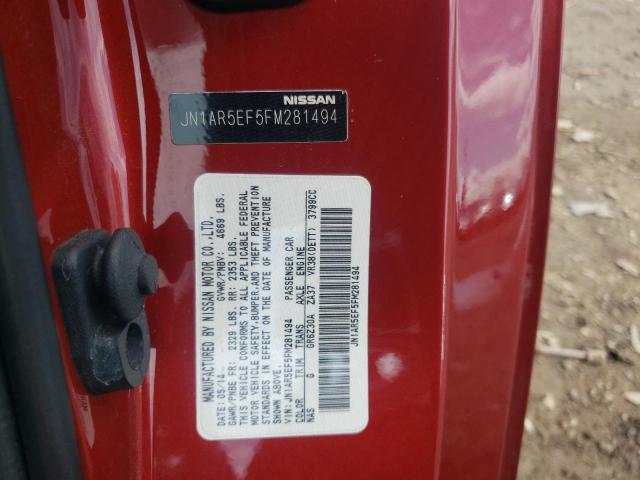 NISSAN
JN1AR5EF5FM281494
MANUFACTURED BY NISSAN MOTOR CO.,LTD.
DATE: 05/14 GVWR/PNBV: 4669 LBS.
GAWR/PNBE FR: 2329 LBS. RR: 2353 LBS.
THIS VEHICLE CONFORMS TO ALL APPLICABLE FEDERAL
MOTOR VEHICLE SAFETY,BUMPER,AND THEFT PREVENTION
STANDARDS IN EFFECT ON THE DATE OF MANUFACTURE
SHOWN ABOVE.
VIN: JN1AR5EF5FM281494 PASSENGER CAR
COLOR TRIM TRANS AXLE ENGINE
NAS G GR6Z30A ZA37 VR38(DETT) 3799CC
JN1AR5EF5FM281494